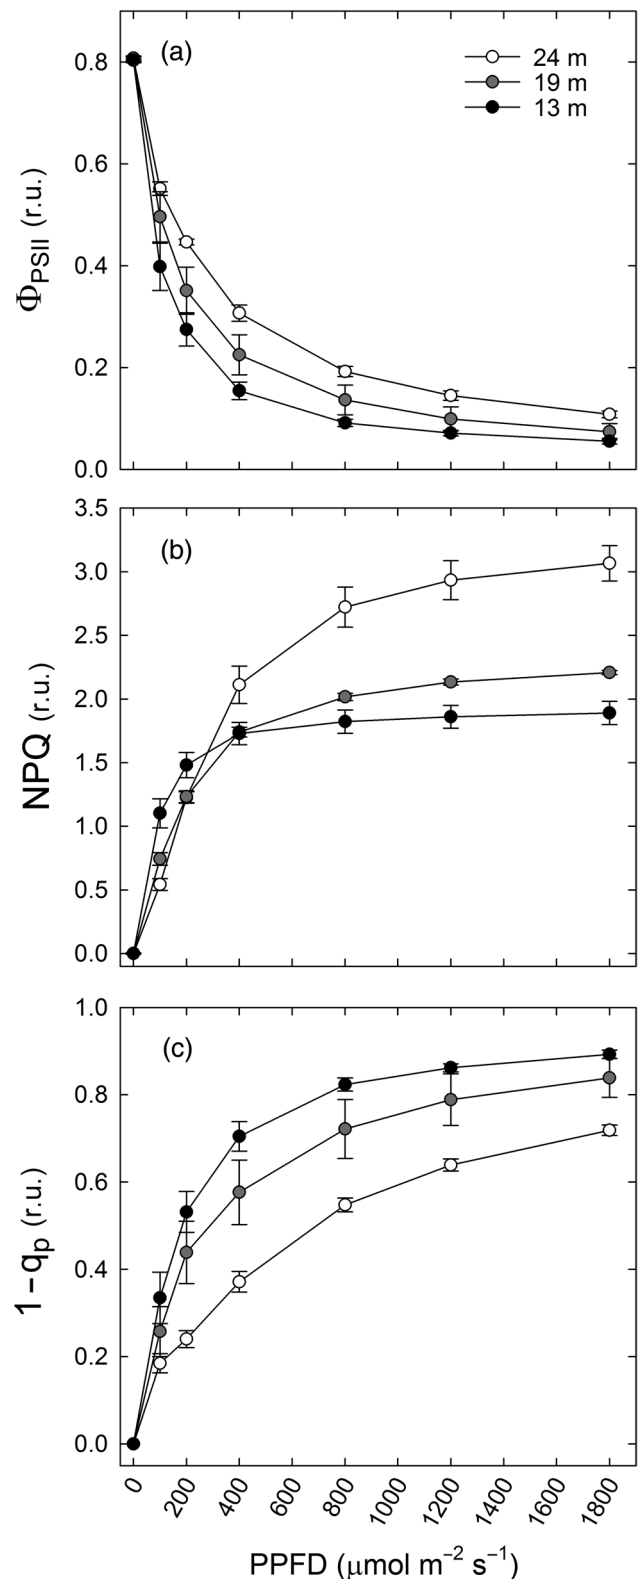 (a)
24 m
19 m
13 m
0.8
0.6
0.4
0.2
0.0
Φ_PSII (r.u.)
(b)
3.5
3.0
2.5
2.0
1.5
1.0
0.5
0.0
NPQ (r.u.)
(c)
1.0
0.8
0.6
0.4
0.2
0.0
1−q_p (r.u.)
0 200 400 600 800 1000 1200 1400 1600 1800
PPFD (μmol m⁻² s⁻¹)